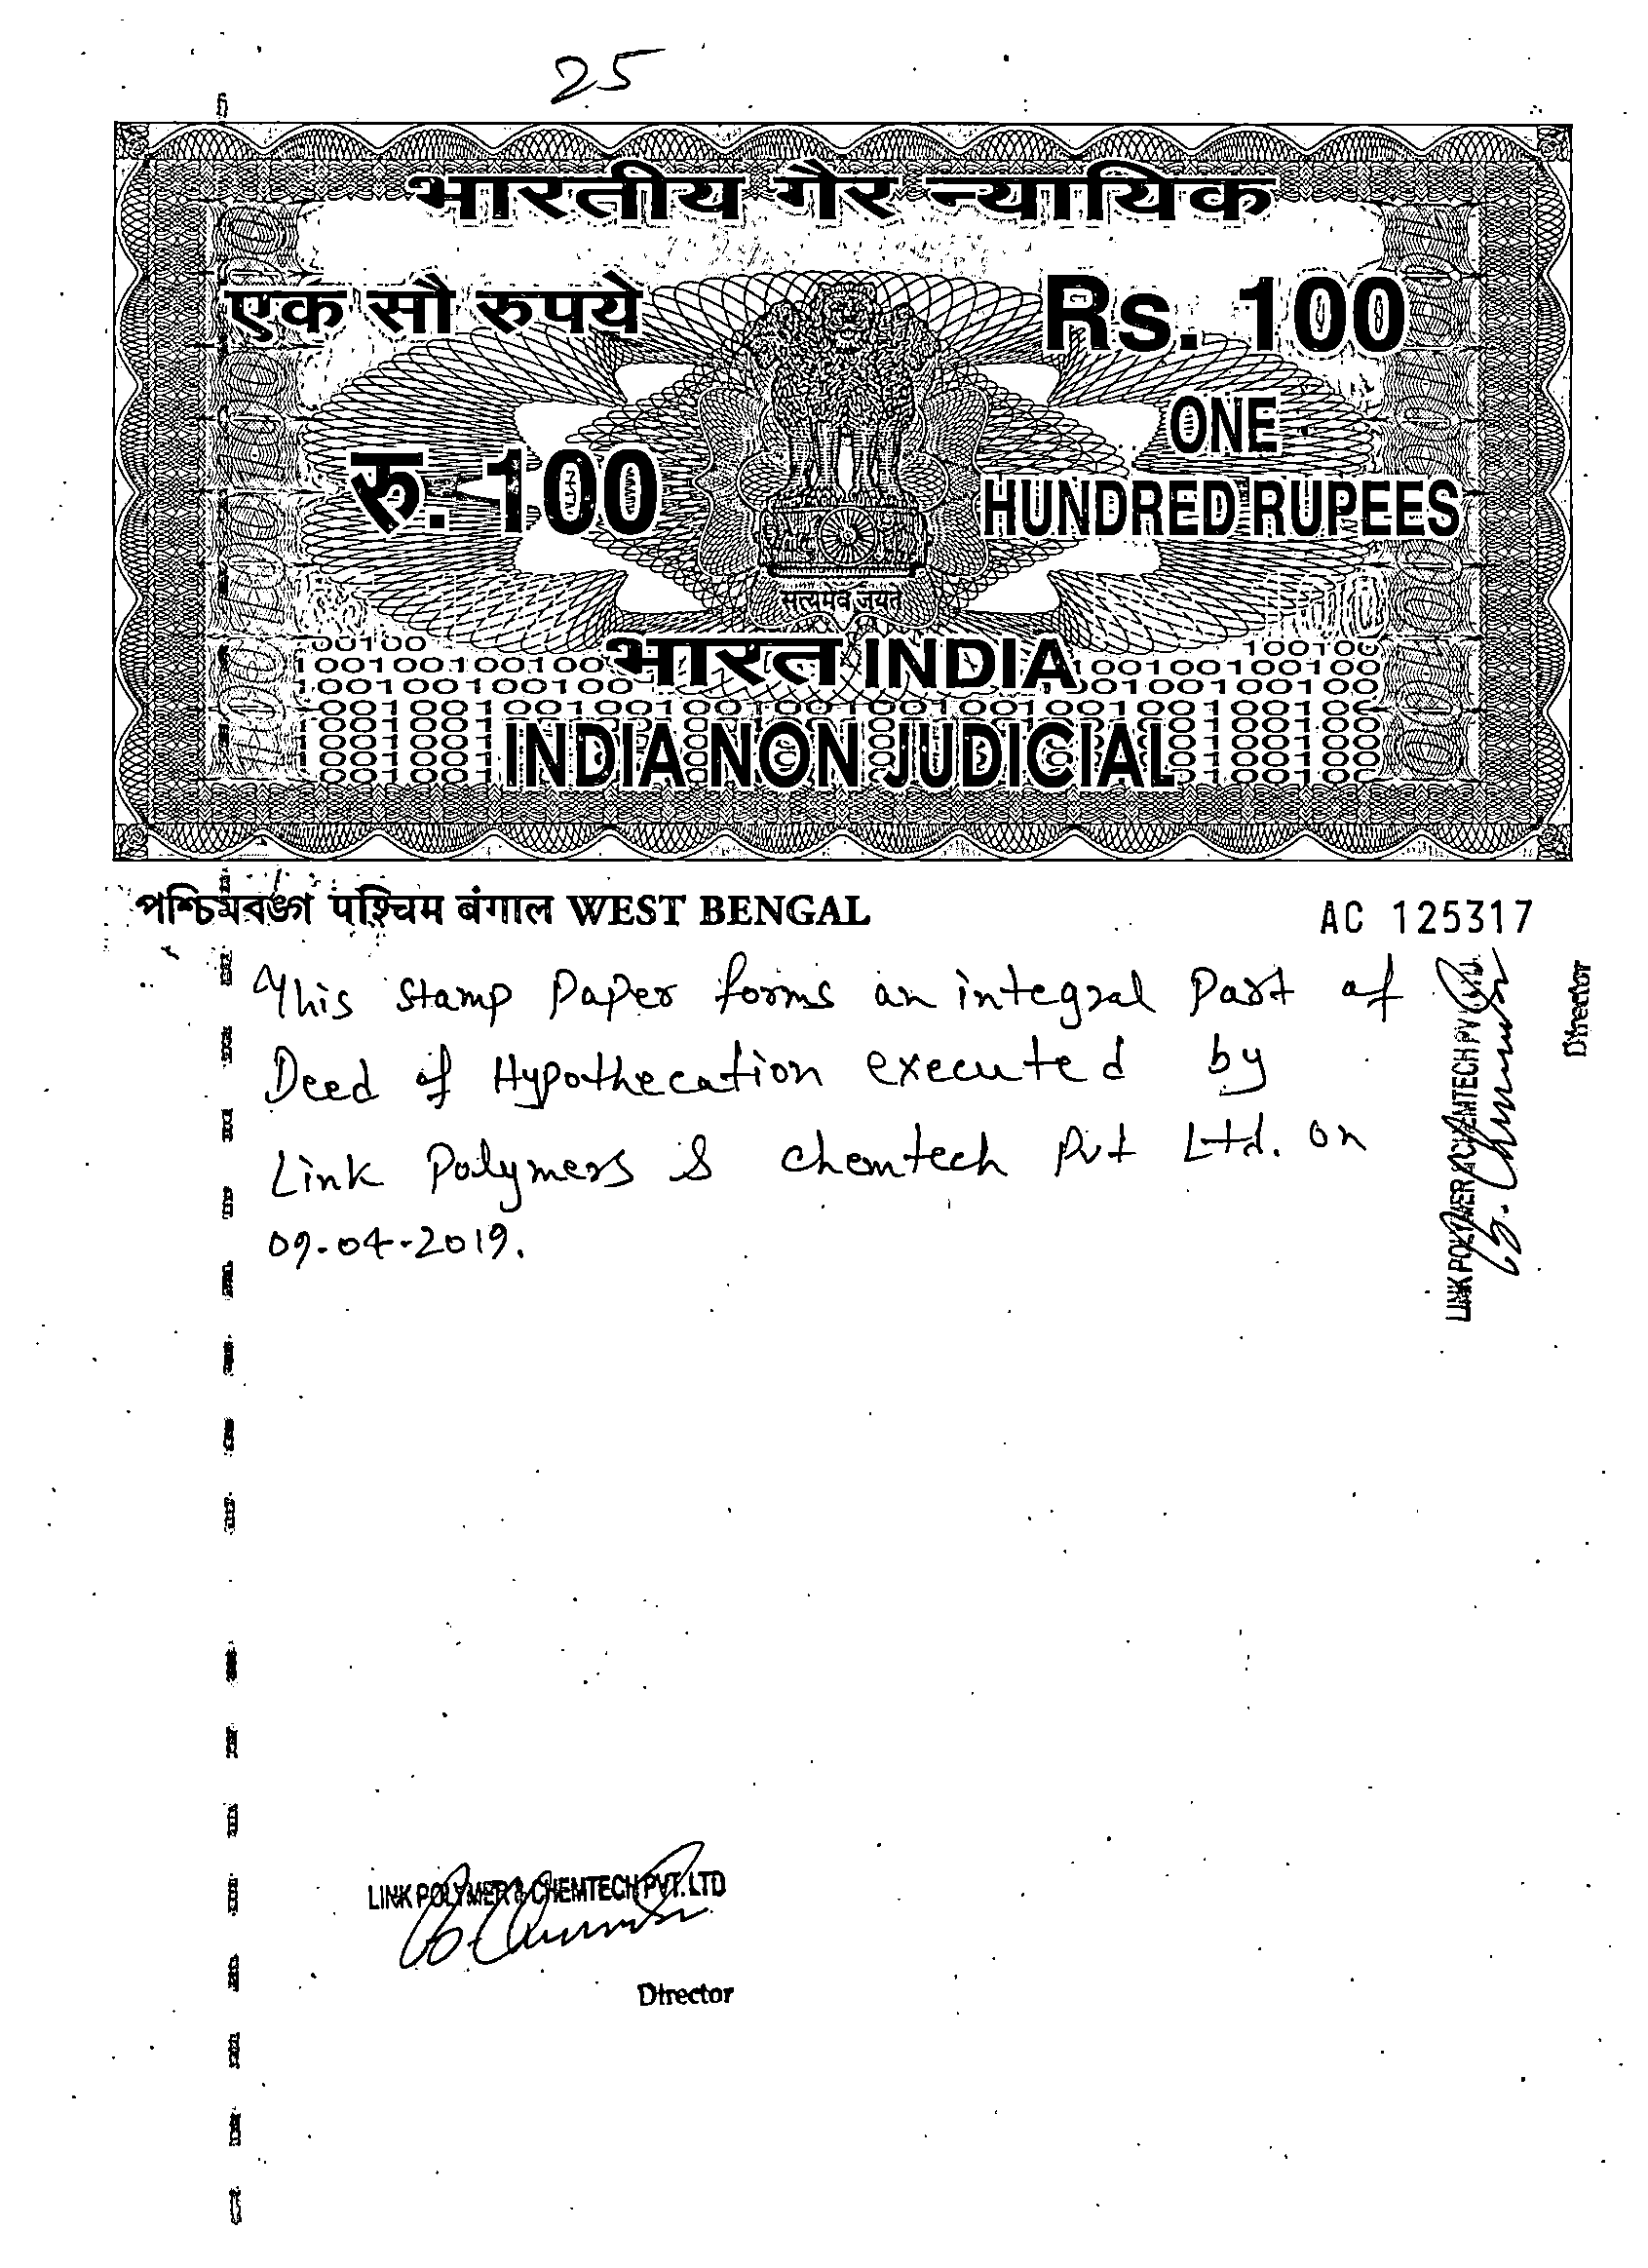 25
भारतीय गैर न्यायिक
एक सौ रुपये
Rs. 100
रु. 100
ONE
HUNDRED RUPEES
सत्यमेव जयते
भारत INDIA
INDIA NON JUDICIAL
পশ্চিমবঙ্গ पश्चिम बंगाल WEST BENGAL
AC 125317
This Stamp Paper forms an integral Part of
Deed of Hypothecation executed by
Link Polymers & Chemtech Pvt Ltd. on
09-04-2019.
LINK POLYMER & CHEMTECH PVT. LTD.
Director
LINK POLYMER & CHEMTECH PVT. LTD
Director